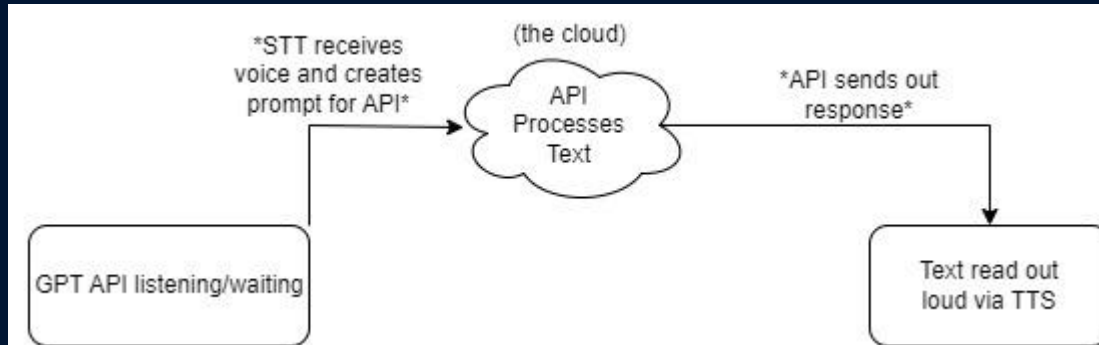 *STT receives
voice and creates
prompt for API*
(the cloud)
API
Processes
Text
*API sends out
response*
GPT API listening/waiting
Text read out
loud via TTS